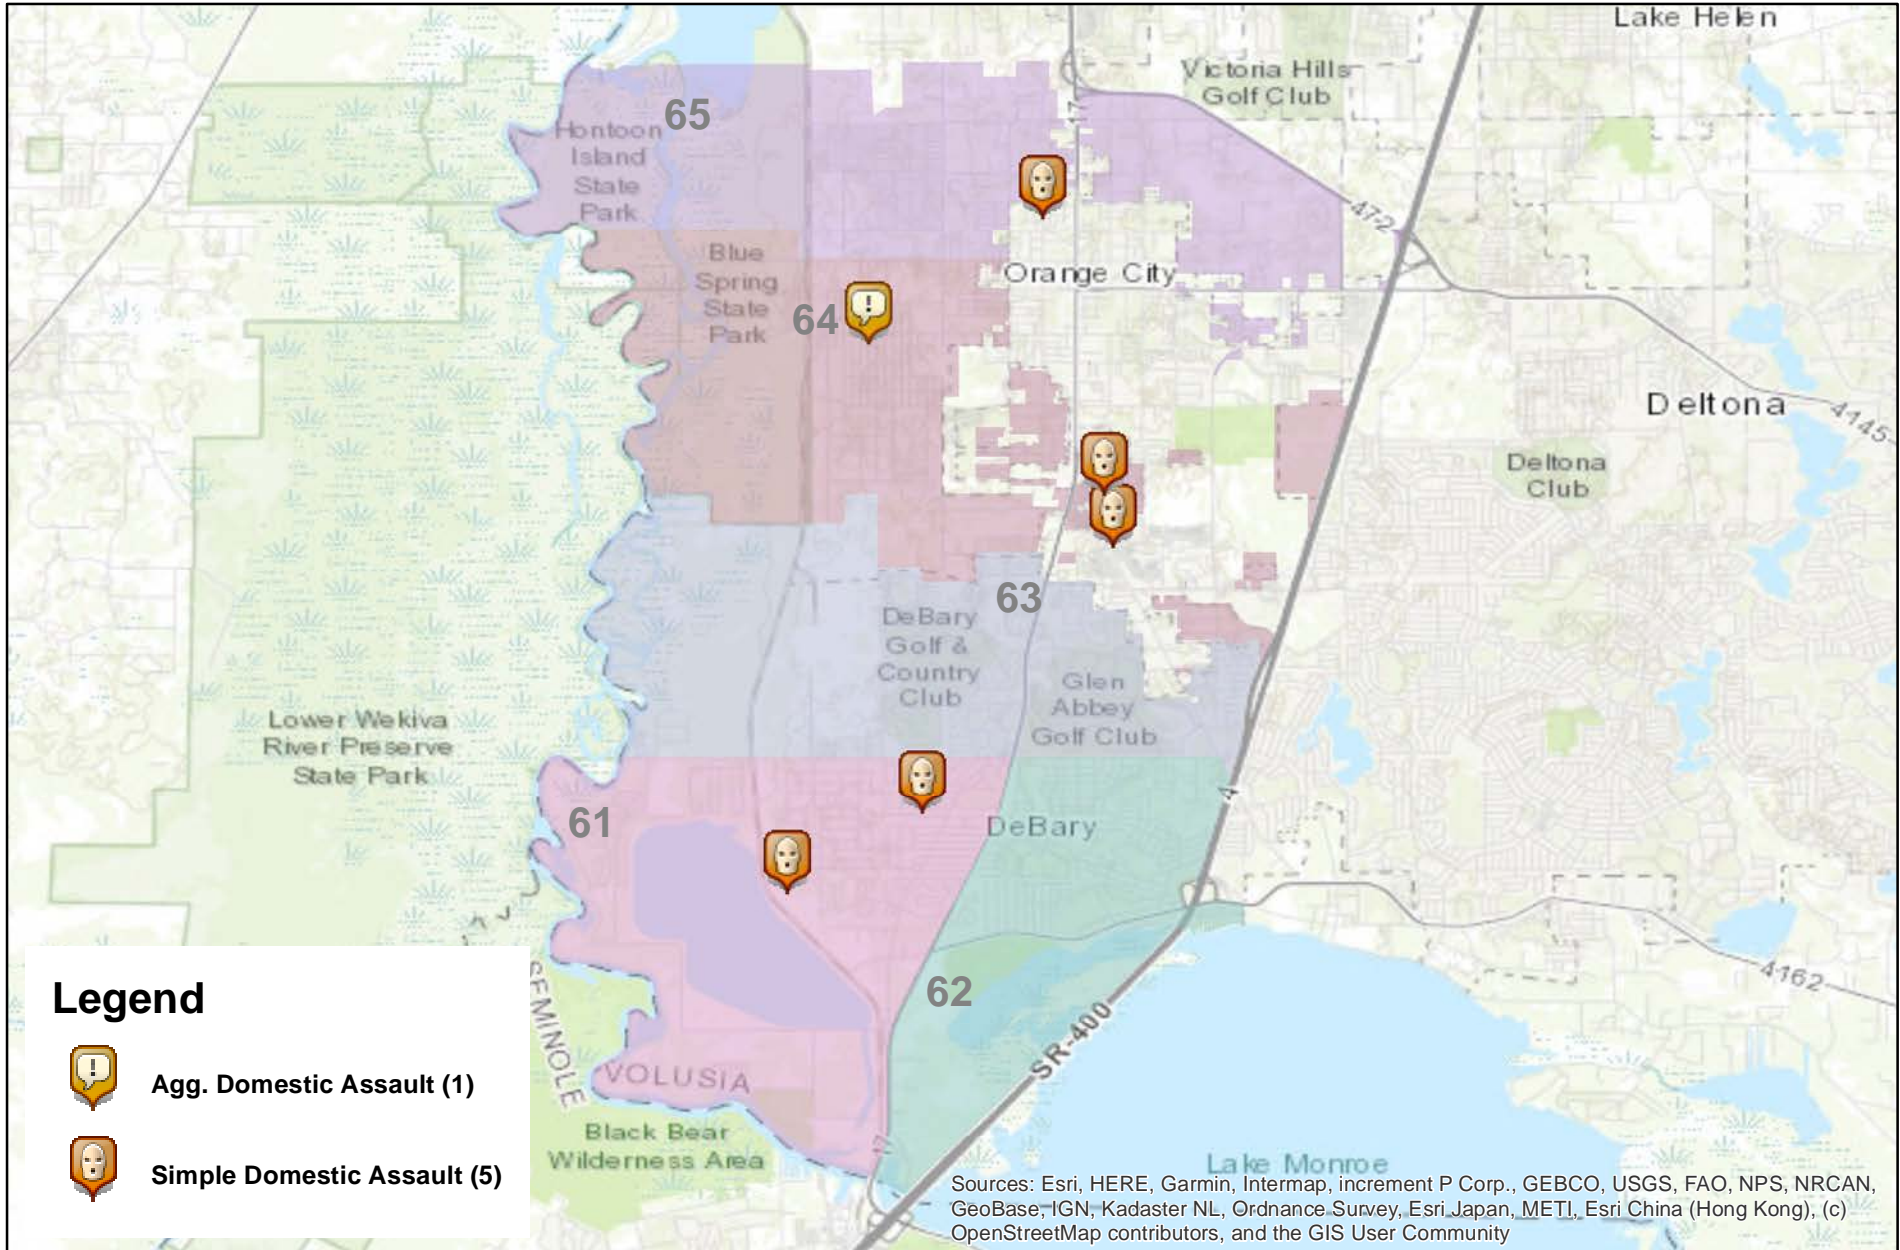 Lake Helen
Victoria Hills
Golf Club
17
65
Hontoon
Island
State
Park
472
Blue
Spring
State
Park
Orange City
64
Deltona
4145
Deltona
Club
63
DeBary
Golf &
Country
Club
Glen
Abbey
Golf Club
Lower Wekiva
River Preserve
State Park
4
61
DeBary
62
4162
SR-400
SEMINOLE
VOLUSIA
17
Black Bear
Wilderness Area
Lake Monroe
Legend
Agg. Domestic Assault (1)
Simple Domestic Assault (5)
Sources: Esri, HERE, Garmin, Intermap, increment P Corp., GEBCO, USGS, FAO, NPS, NRCAN,
GeoBase, IGN, Kadaster NL, Ordnance Survey, Esri Japan, METI, Esri China (Hong Kong), (c)
OpenStreetMap contributors, and the GIS User Community